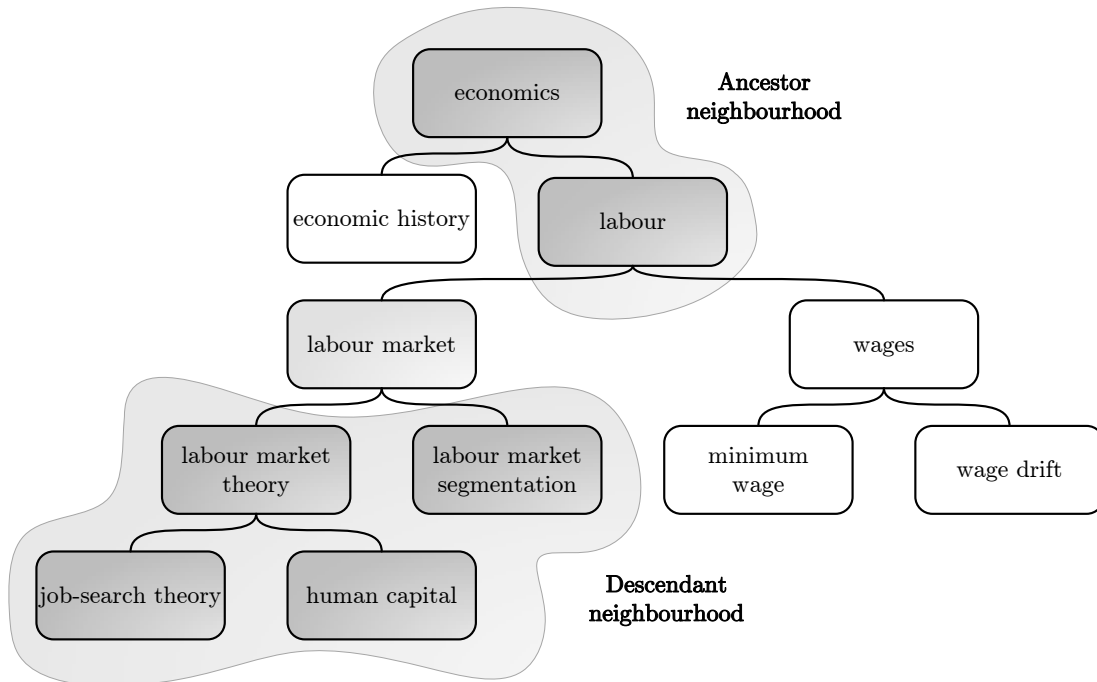 economics
Ancestor
neighbourhood
economic history
labour
labour market
wages
labour market
theory
labour market
segmentation
minimum
wage
wage drift
job-search theory
human capital
Descendant
neighbourhood